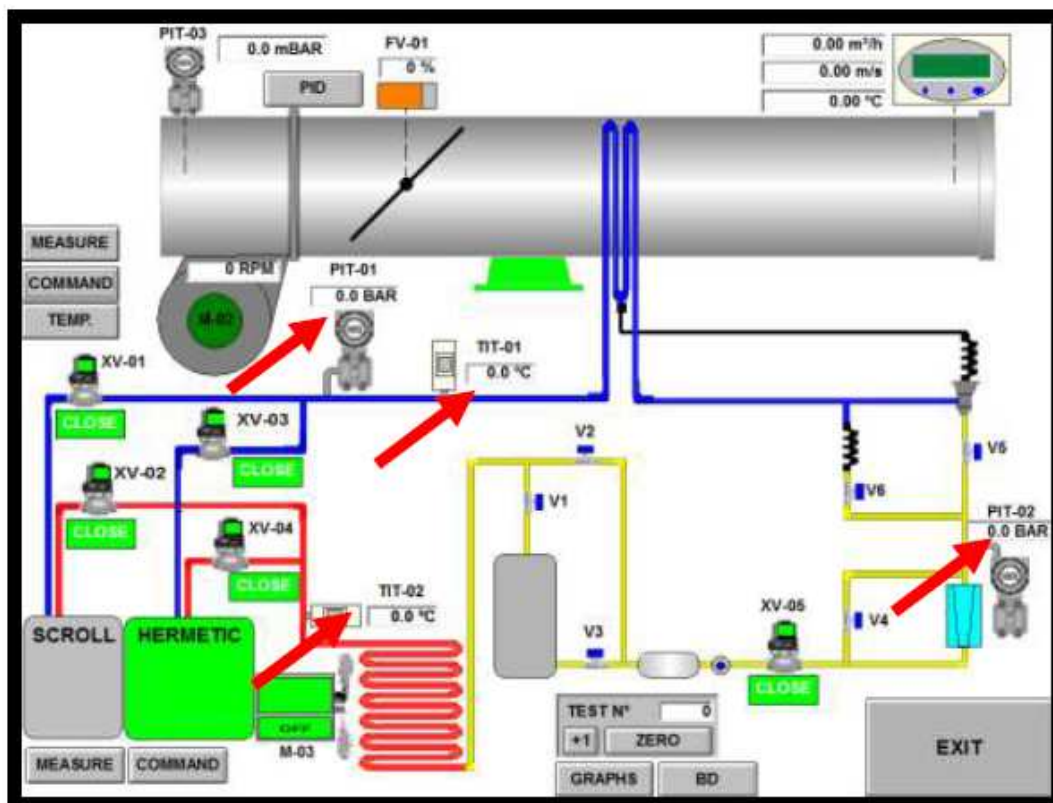 PIT-03
0.0 mBAR
FV-01
0 %
PID
0.00 m³/h
0.00 m/s
0.00 °C
MEASURE
COMMAND
TEMP.
0 RPM
M-02
PIT-01
0.0 BAR
TIT-01
0.0 °C
XV-01
CLOSE
XV-03
CLOSE
XV-02
CLOSE
XV-04
CLOSE
V2
V1
V5
V6
PIT-02
0.0 BAR
TIT-02
0.0 °C
SCROLL
HERMETIC
XV-05
CLOSE
V4
V3
OFF
M-03
TEST N°
0
+1
ZERO
MEASURE
COMMAND
GRAPHS
BD
EXIT